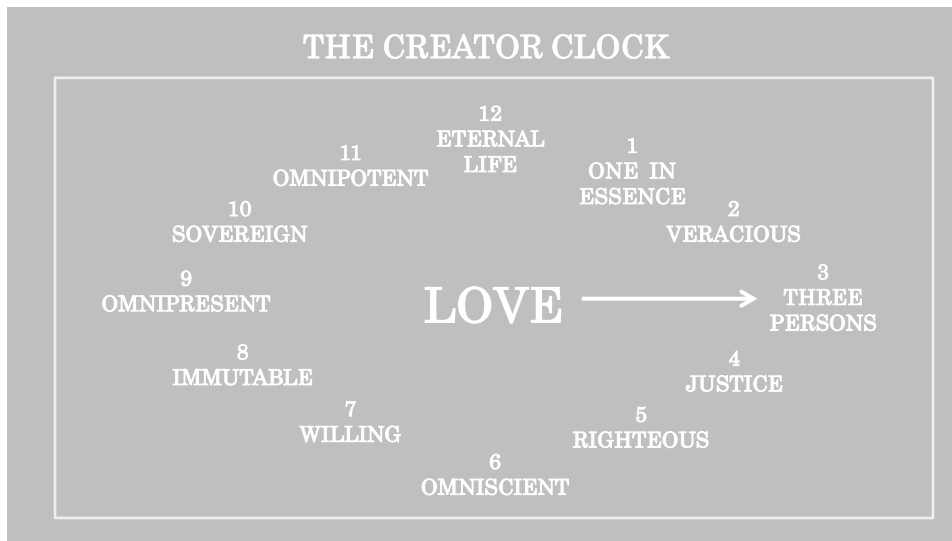 THE CREATOR CLOCK
12
ETERNAL
LIFE
1
ONE IN
ESSENCE
2
VERACIOUS
3
THREE
PERSONS
4
JUSTICE
5
RIGHTEOUS
6
OMNISCIENT
7
WILLING
8
IMMUTABLE
9
OMNIPRESENT
10
SOVEREIGN
11
OMNIPOTENT
LOVE